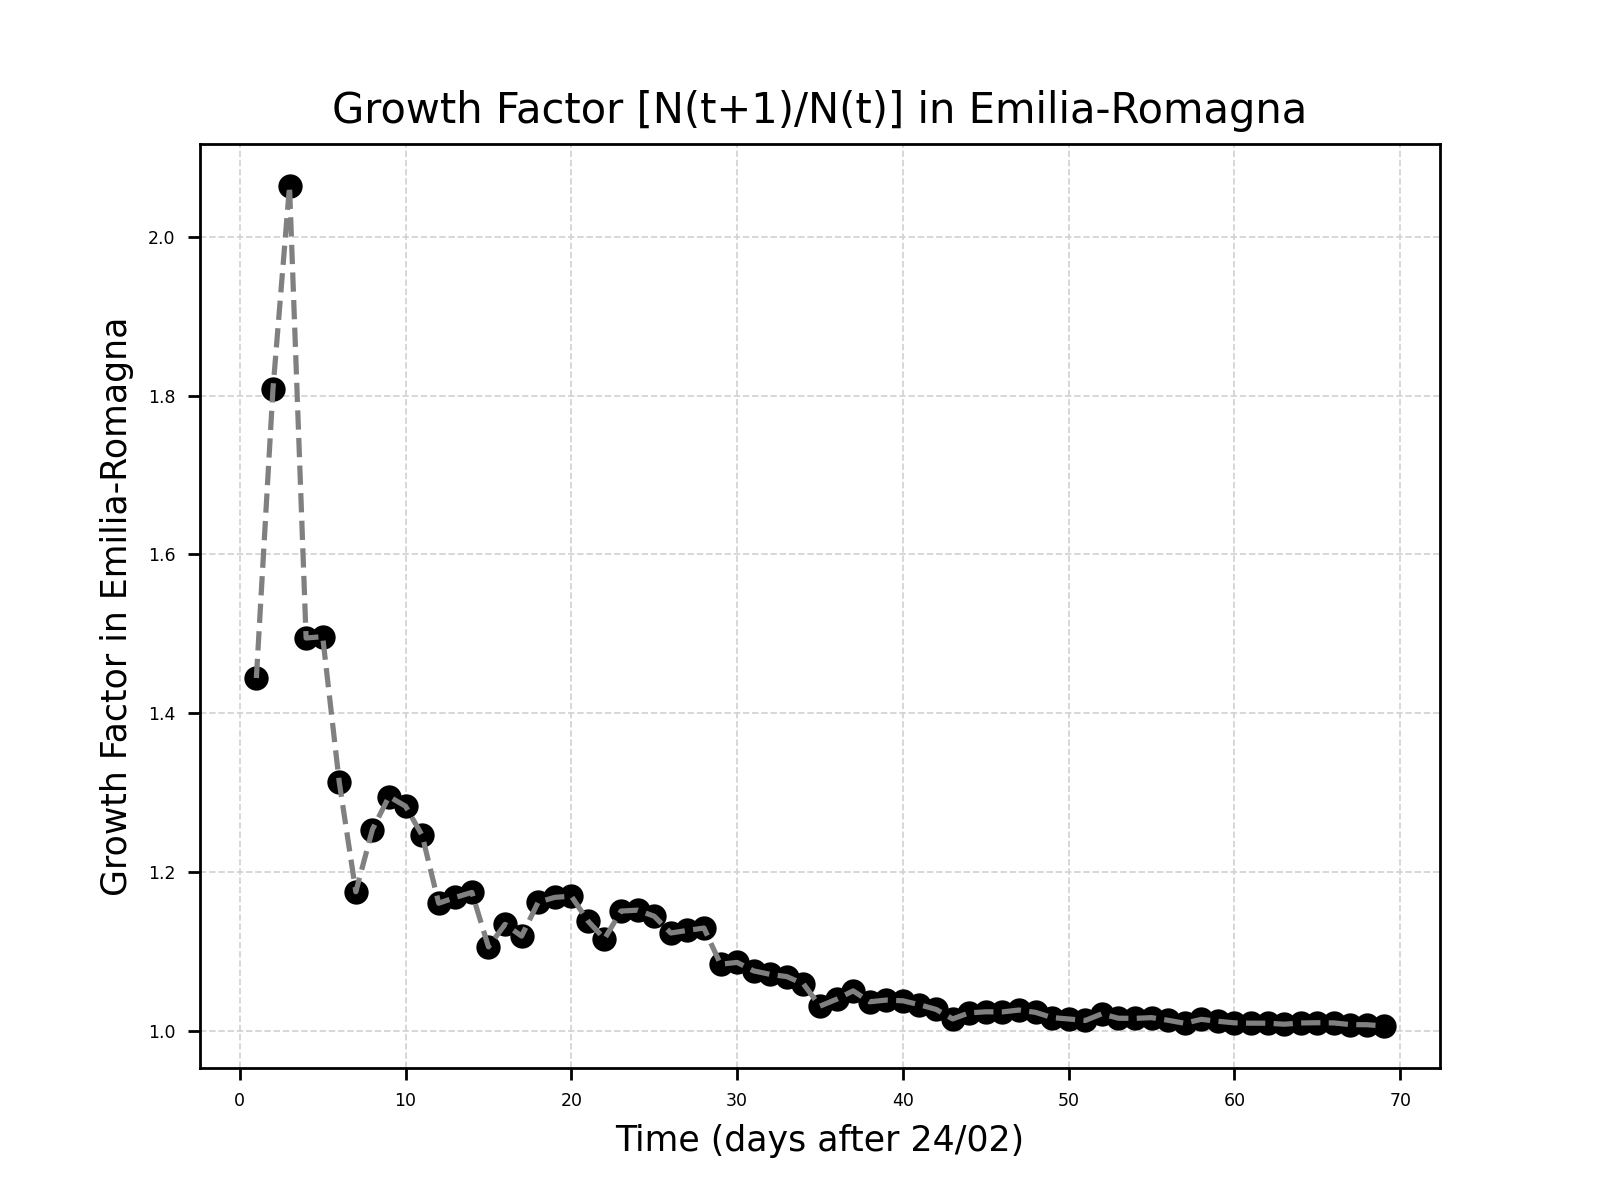 Growth Factor [N(t+1)/N(t)] in Emilia-Romagna
Growth Factor in Emilia-Romagna
2.0
1.8
1.6
1.4
1.2
1.0
0 10 20 30 40 50 60 70
Time (days after 24/02)